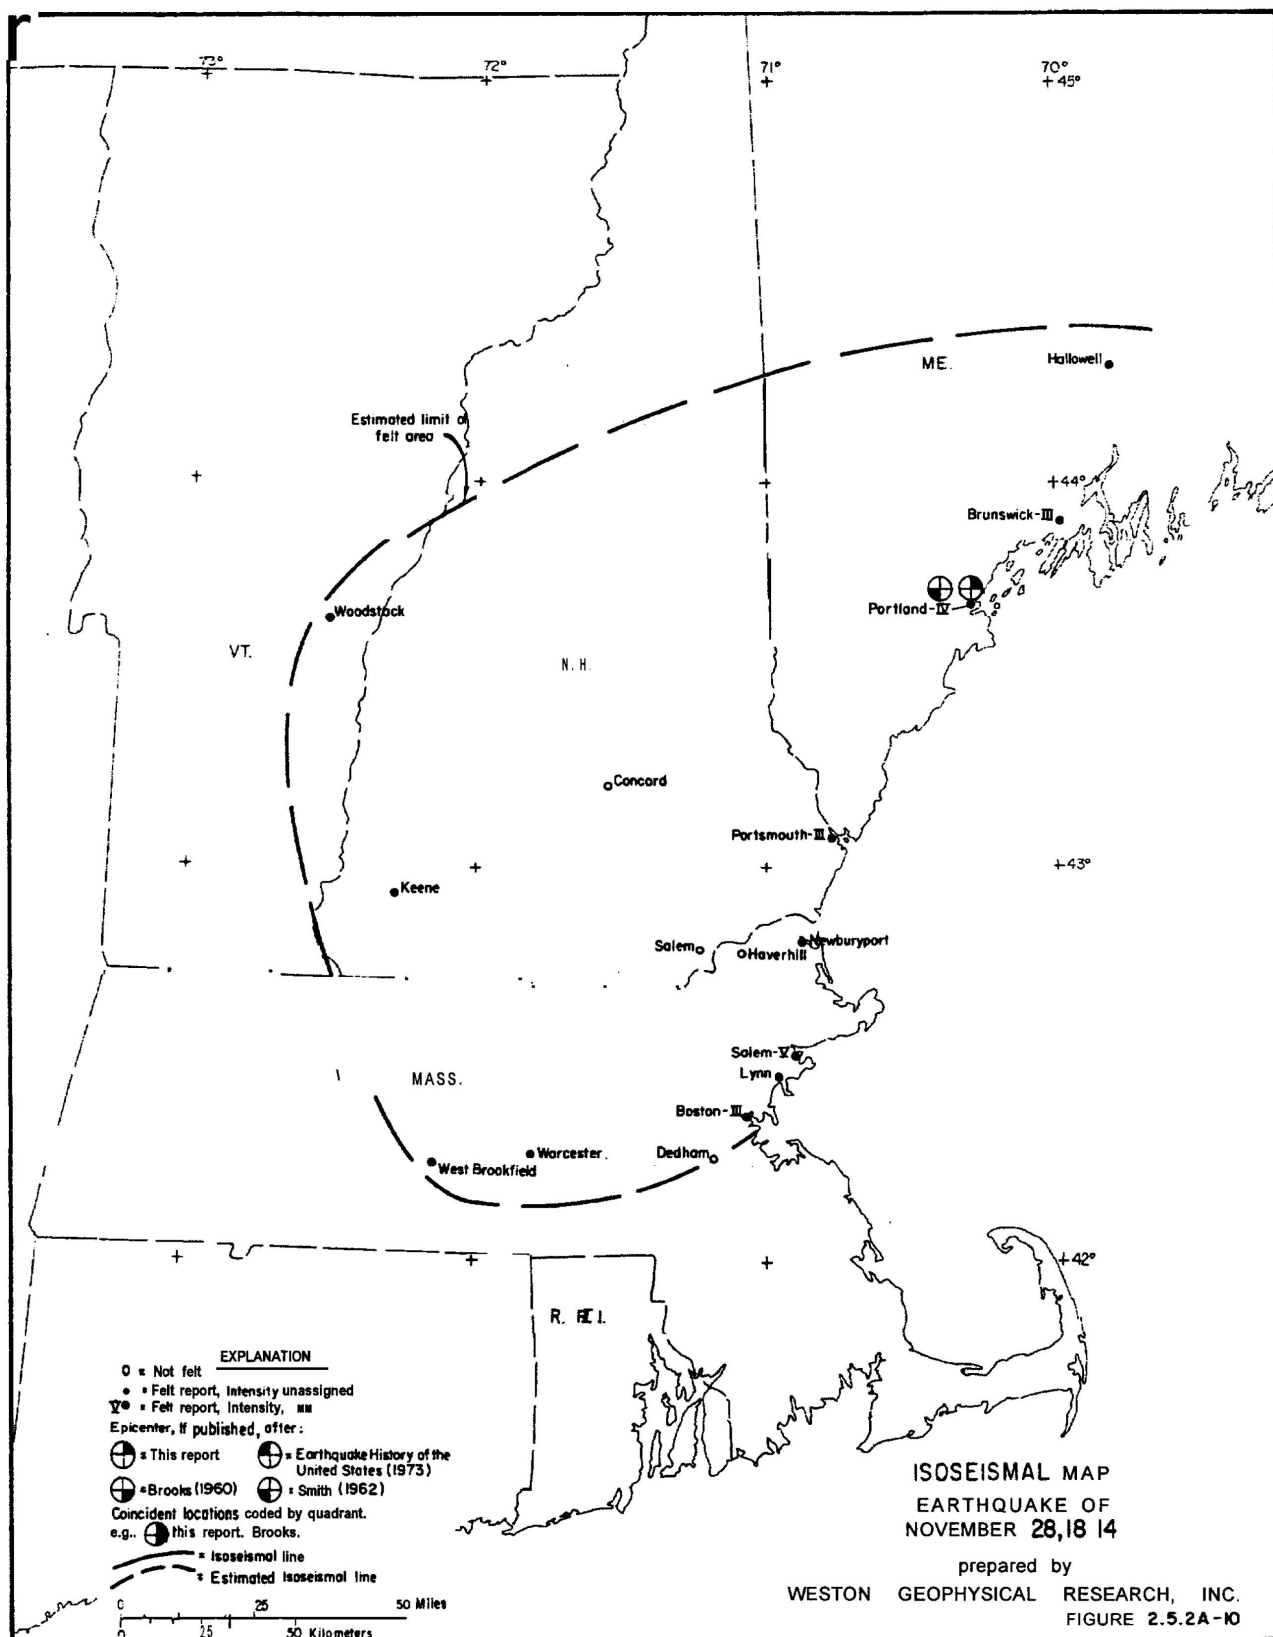 73°
72°
71°
70°
45°
ME.
Hallowell
Estimated limit of
felt area
44°
Brunswick-III
Portland-IV
Woodstock
VT.
N. H.
Concord
Portsmouth-III
43°
Keene
Newburyport
Salem
Haverhill
Salem-V
Lynn
MASS.
Boston-III
Worcester
Dedham
West Brookfield
42°
R. I.
EXPLANATION
O = Not felt
• = Felt report, Intensity unassigned
V• = Felt report, Intensity, MM
Epicenter, If published, after:
= This report
= Earthquake History of the
United States (1973)
= Brooks (1960)
= Smith (1962)
Coincident locations coded by quadrant.
e.g.. this report. Brooks.
= Isoseismal line
= Estimated Isoseismal line
0 25 50 Miles
0 25 50 Kilometers
ISOSEISMAL MAP
EARTHQUAKE OF
NOVEMBER 28,18 14
prepared by
WESTON GEOPHYSICAL RESEARCH, INC.
FIGURE 2.5.2A-10